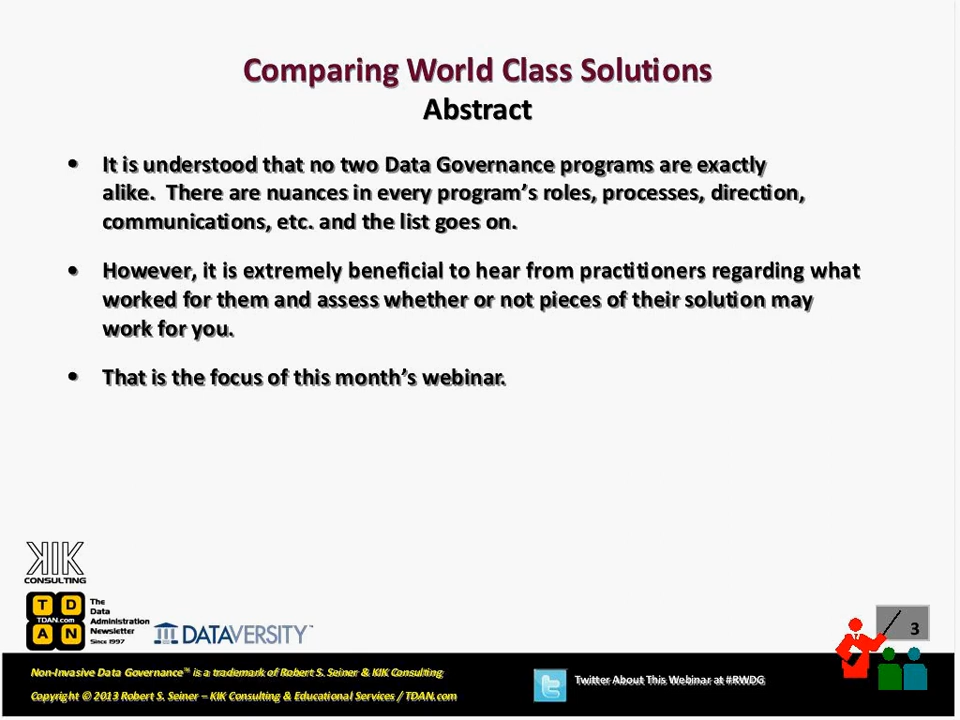 Comparing World Class Solutions
Abstract
• It is understood that no two Data Governance programs are exactly
alike.  There are nuances in every program’s roles, processes, direction,
communications, etc. and the list goes on.
• However, it is extremely beneficial to hear from practitioners regarding what
worked for them and assess whether or not pieces of their solution may
work for you.
• That is the focus of this month’s webinar.
KIK
CONSULTING
T D
TDAN.com
A N
The
Data
Administration
Newsletter
Since 1997
DATAVERSITY™
3
Non-Invasive Data Governance™ is a trademark of Robert S. Seiner & KIK Consulting
Copyright © 2013 Robert S. Seiner – KIK Consulting & Educational Services / TDAN.com
Twitter About This Webinar at #RWDG